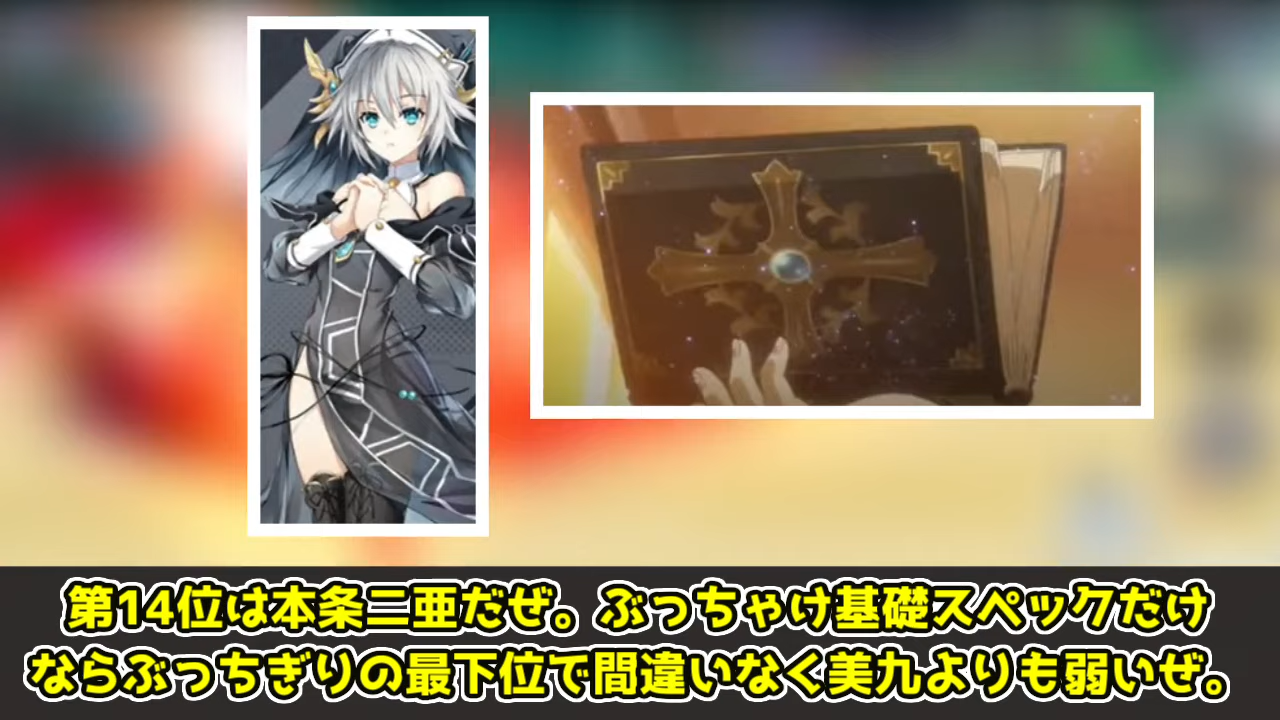 第14位は本条二亜だぜ。ぶっちゃけ基礎スペックだけ
ならぶっちぎりの最下位で間違いなく美九よりも弱いぜ。